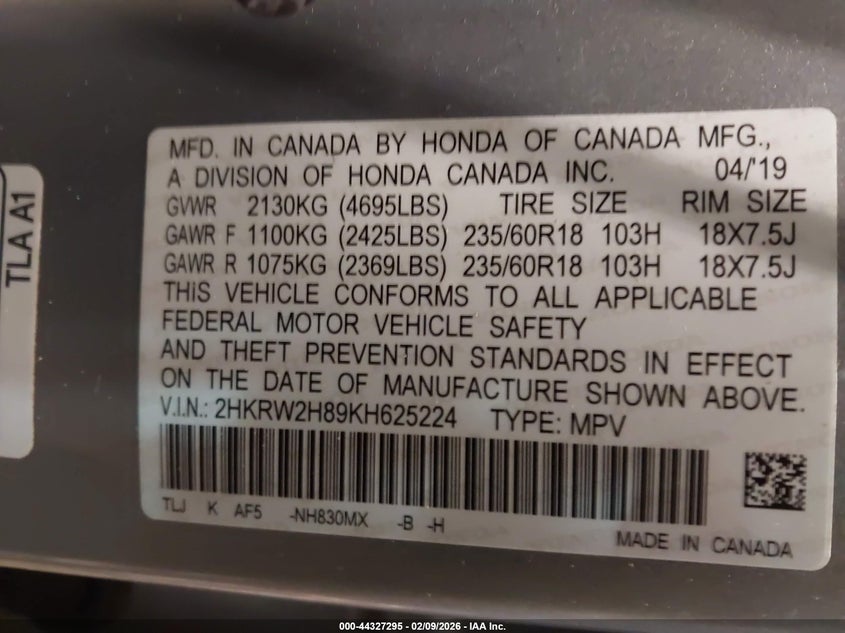 TLA A1
MFD. IN CANADA BY HONDA OF CANADA MFG.,
A DIVISION OF HONDA CANADA INC. 04/'19
GVWR 2130KG (4695LBS) TIRE SIZE RIM SIZE
GAWR F 1100KG (2425LBS) 235/60R18 103H 18X7.5J
GAWR R 1075KG (2369LBS) 235/60R18 103H 18X7.5J
THIS VEHICLE CONFORMS TO ALL APPLICABLE
FEDERAL MOTOR VEHICLE SAFETY
AND THEFT PREVENTION STANDARDS IN EFFECT
ON THE DATE OF MANUFACTURE SHOWN ABOVE.
V.I.N.: 2HKRW2H89KH625224 TYPE: MPV
TLJ K AF5 -NH830MX -B -H
MADE IN CANADA
000-44327295 - 02/09/2026 - IAA Inc.